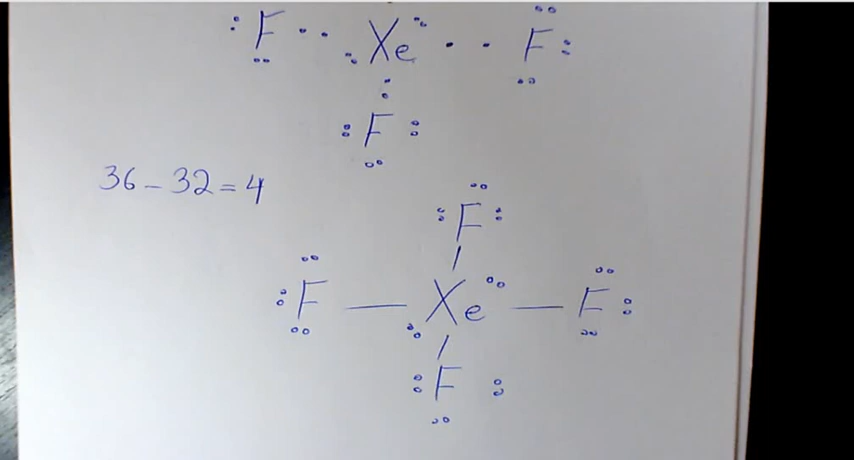 F Xe F
F
36 - 32 = 4
F
F — Xe — F
F